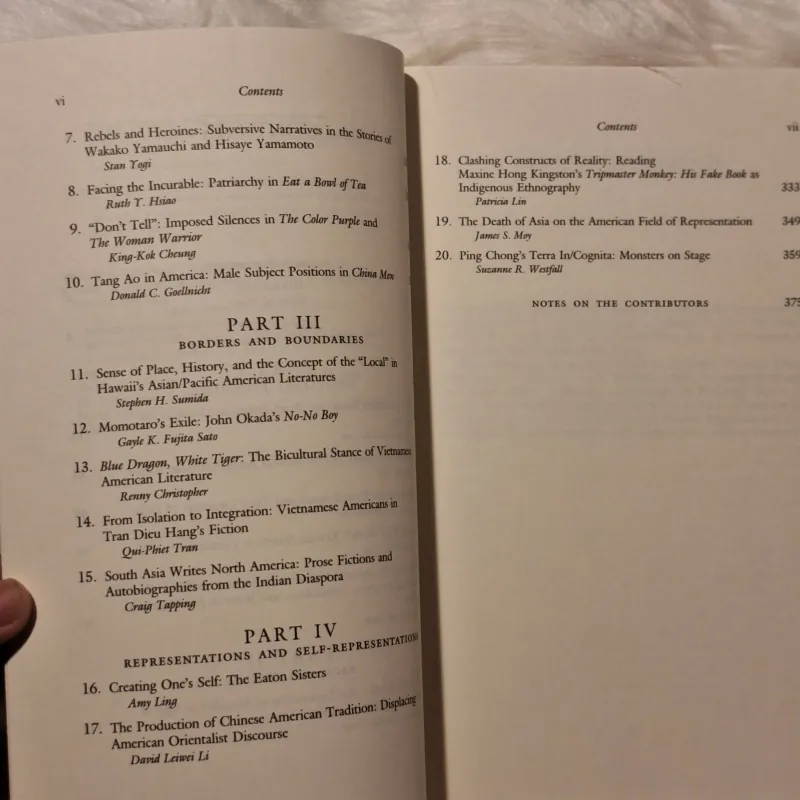 vi
Contents
7. Rebels and Heroines: Subversive Narratives in the Stories of
Wakako Yamauchi and Hisaye Yamamoto
Stan Yogi
8. Facing the Incurable: Patriarchy in Eat a Bowl of Tea
Ruth Y. Hsiao
9. “Don't Tell”: Imposed Silences in The Color Purple and
The Woman Warrior
King-Kok Cheung
10. Tang Ao in America: Male Subject Positions in China Men
Donald C. Goellnicht
PART III
BORDERS AND BOUNDARIES
11. Sense of Place, History, and the Concept of the “Local” in
Hawaii's Asian/Pacific American Literatures
Stephen H. Sumida
12. Momotaro's Exile: John Okada's No-No Boy
Gayle K. Fujita Sato
13. Blue Dragon, White Tiger: The Bicultural Stance of Vietnamese
American Literature
Renny Christopher
14. From Isolation to Integration: Vietnamese Americans in
Tran Dieu Hang's Fiction
Qui-Phiet Tran
15. South Asia Writes North America: Prose Fictions and
Autobiographies from the Indian Diaspora
Craig Tapping
PART IV
REPRESENTATIONS AND SELF-REPRESENTATIONS
16. Creating One's Self: The Eaton Sisters
Amy Ling
17. The Production of Chinese American Tradition: Displacing
American Orientalist Discourse
David Leiwei Li
Contents
vii
18. Clashing Constructs of Reality: Reading
Maxine Hong Kingston's Tripmaster Monkey: His Fake Book as
Indigenous Ethnography 333
Patricia Lin
19. The Death of Asia on the American Field of Representation 349
James S. Moy
20. Ping Chong's Terra In/Cognita: Monsters on Stage 359
Suzanne R. Westfall
NOTES ON THE CONTRIBUTORS 375